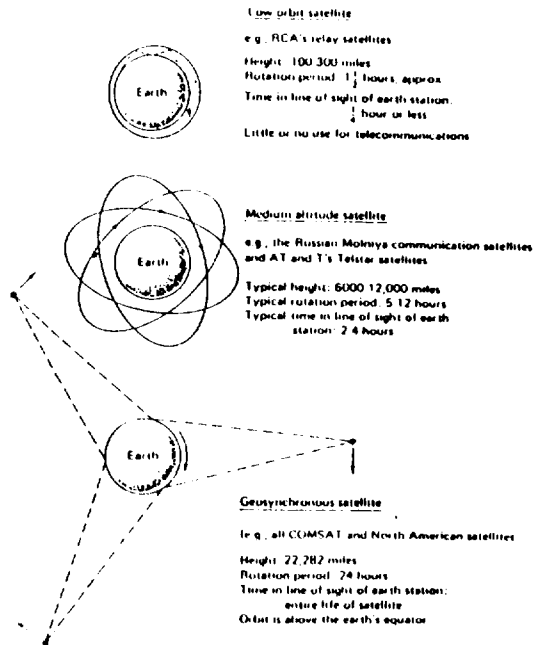 Low orbit satellite
e.g., RCA's relay satellites
Height: 100-300 miles
Rotation period: 1½ hours, approx
Time in line of sight of earth station:
¼ hour or less
Little or no use for telecommunications
Earth
Medium altitude satellite
e.g., the Russian Molniya communication satellites
and AT and T's Telstar satellites
Typical height: 6000-12,000 miles
Typical rotation period: 5-12 hours
Typical time in line of sight of earth
station: 2-4 hours
Earth
Earth
Geosynchronous satellite
(e.g., all COMSAT and North American satellites
Height: 22,282 miles
Rotation period: 24 hours
Time in line of sight of earth station:
entire life of satellite
Orbit is above the earth's equator